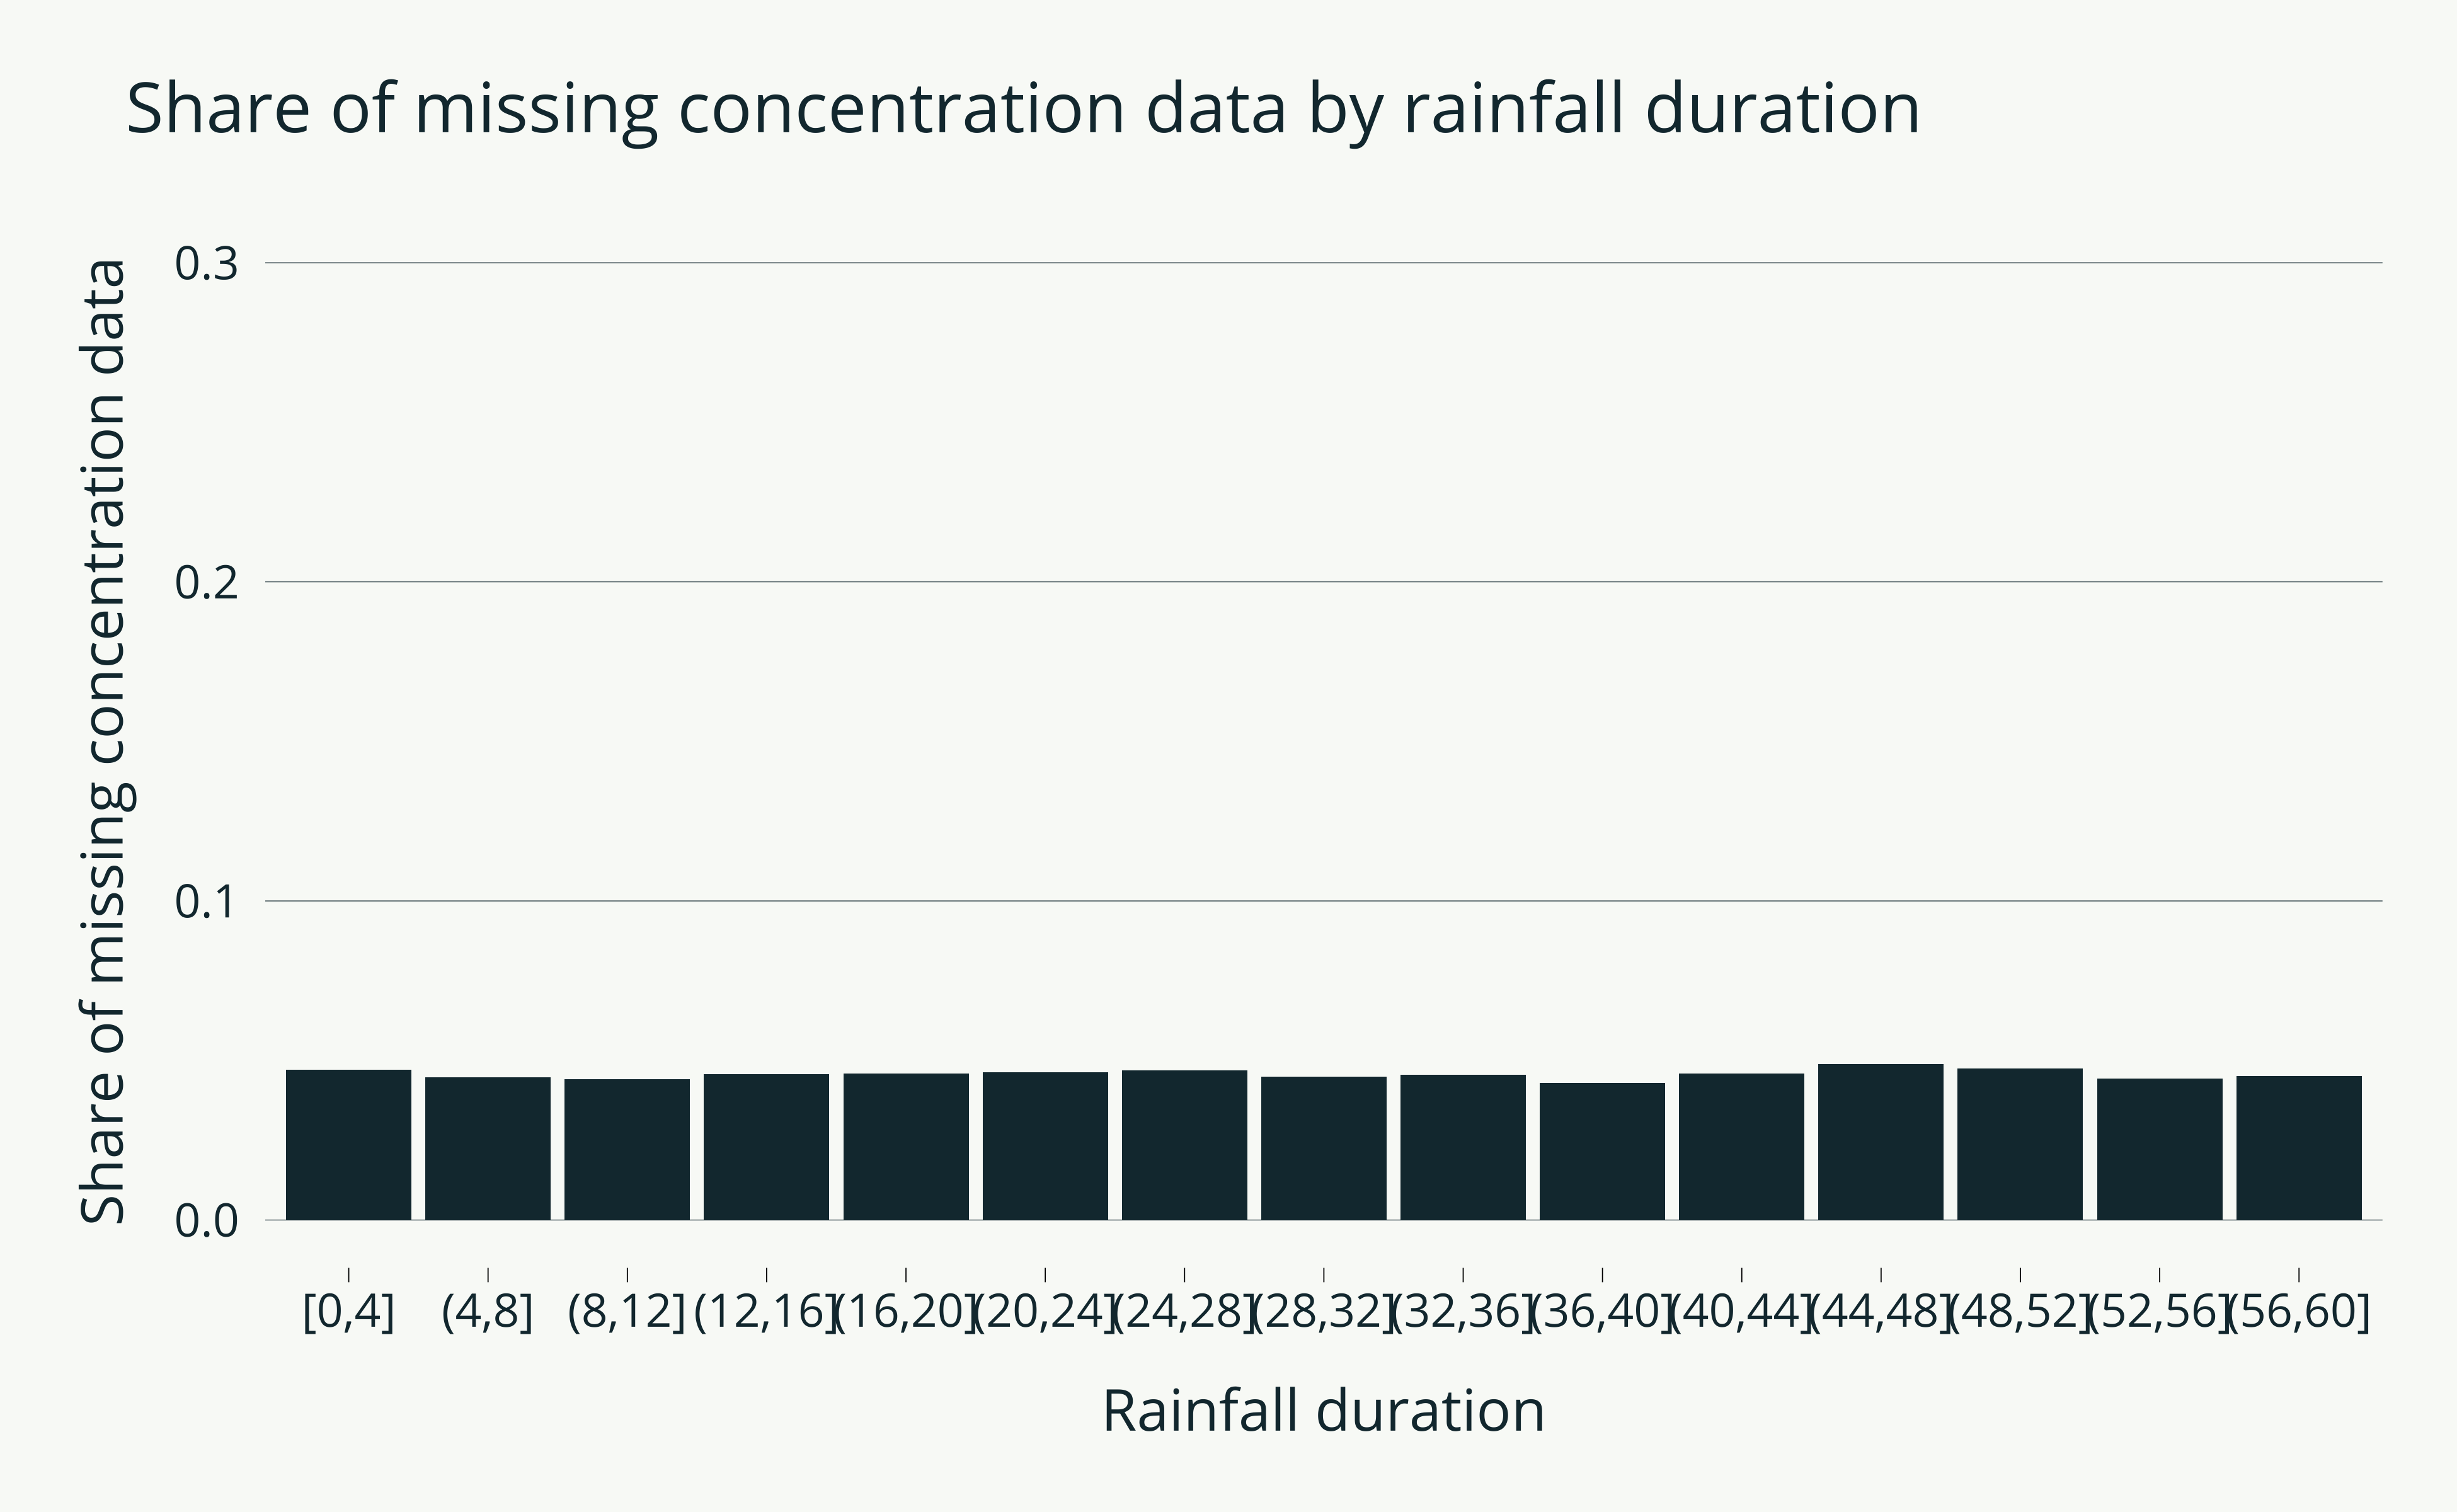 Share of missing concentration data by rainfall duration
Share of missing concentration data
0.3
0.2
0.1
0.0
[0,4] (4,8] (8,12] (12,16] (16,20] (20,24] (24,28] (28,32] (32,36] (36,40] (40,44] (44,48] (48,52] (52,56] (56,60]
Rainfall duration